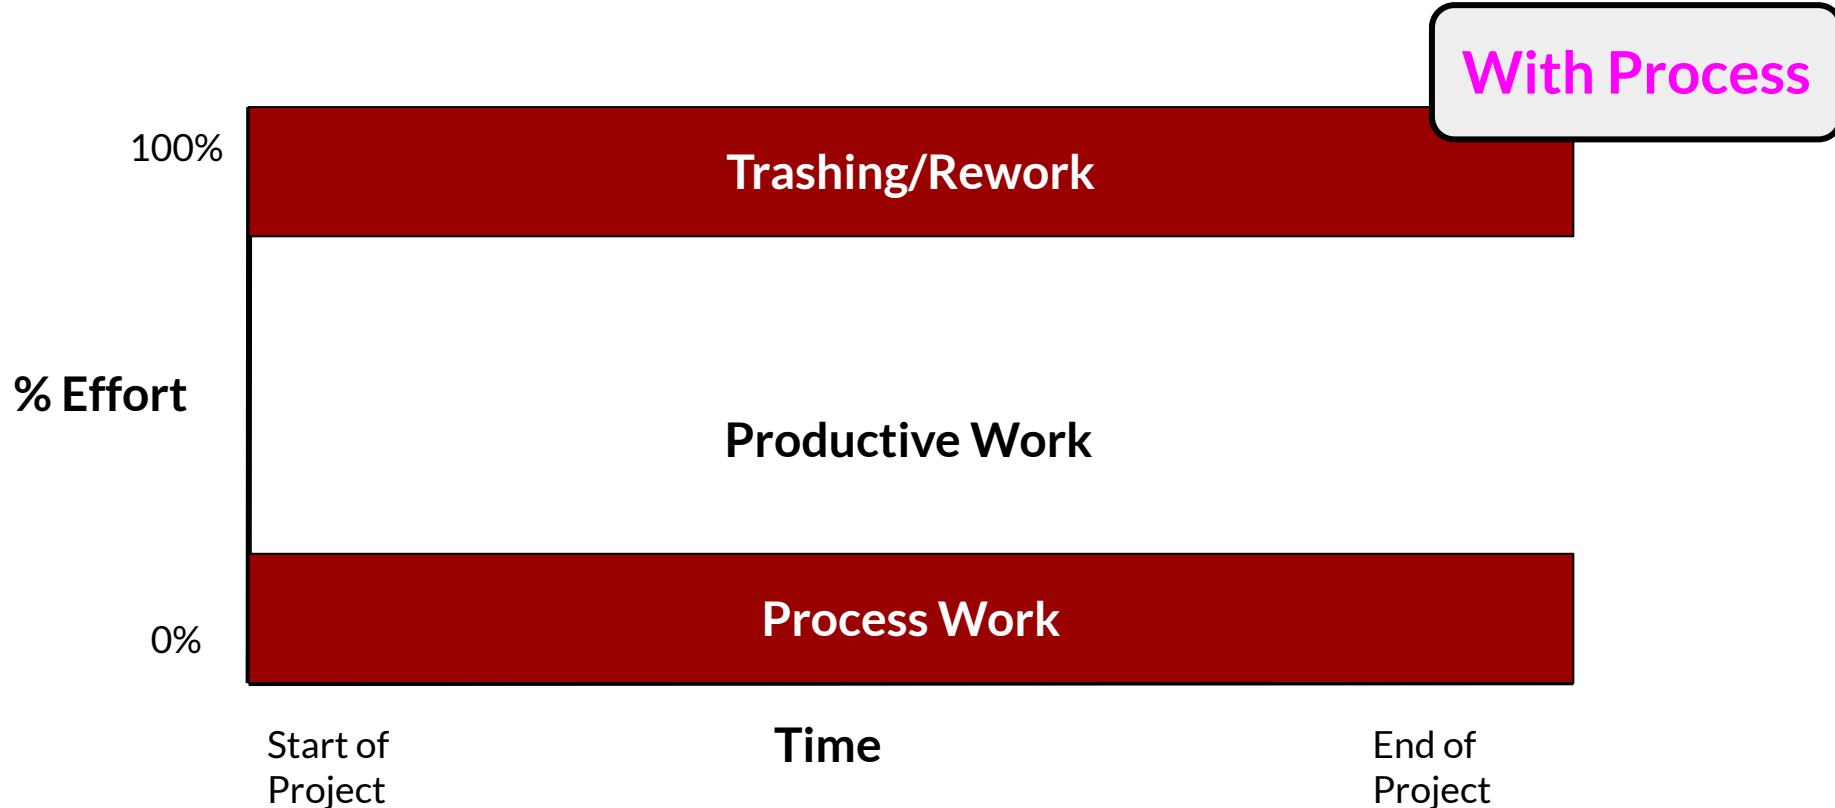 With Process
100%
Trashing/Rework
% Effort
Productive Work
Process Work
0%
Start of
Project
Time
End of
Project